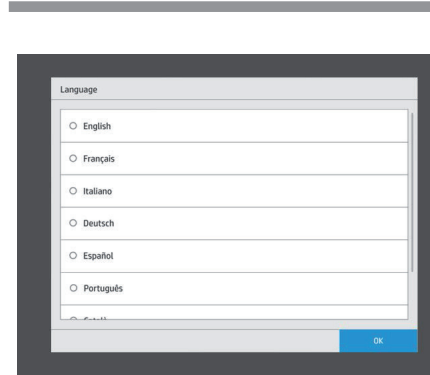 Language
English
Français
Italiano
Deutsch
Español
Português
OK